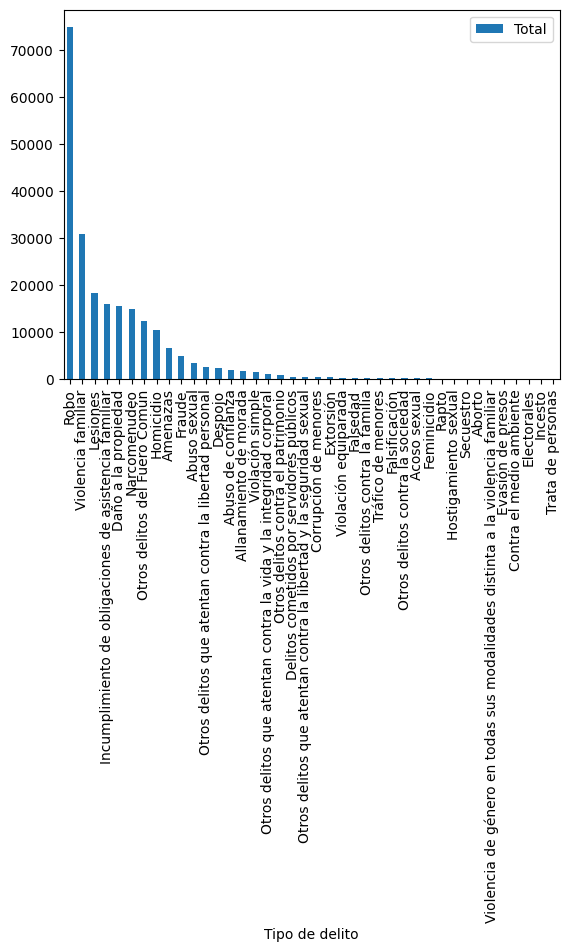 Total
70000
60000
50000
40000
30000
20000
10000
0
Robo
Violencia familiar
Lesiones
Incumplimiento de obligaciones de asistencia familiar
Daño a la propiedad
Narcomenudeo
Otros delitos del Fuero Común
Homicidio
Amenazas
Fraude
Abuso sexual
Otros delitos que atentan contra la libertad personal
Despojo
Abuso de confianza
Allanamiento de morada
Violación simple
Otros delitos que atentan contra la vida y la integridad corporal
Otros delitos contra el patrimonio
Delitos cometidos por servidores públicos
Otros delitos que atentan contra la libertad y la seguridad sexual
Corrupción de menores
Extorsión
Violación equiparada
Falsedad
Otros delitos contra la familia
Tráfico de menores
Falsificación
Otros delitos contra la sociedad
Acoso sexual
Feminicidio
Rapto
Hostigamiento sexual
Secuestro
Aborto
Violencia de género en todas sus modalidades distinta a la violencia familiar
Evasión de presos
Contra el medio ambiente
Electorales
Incesto
Trata de personas
Tipo de delito